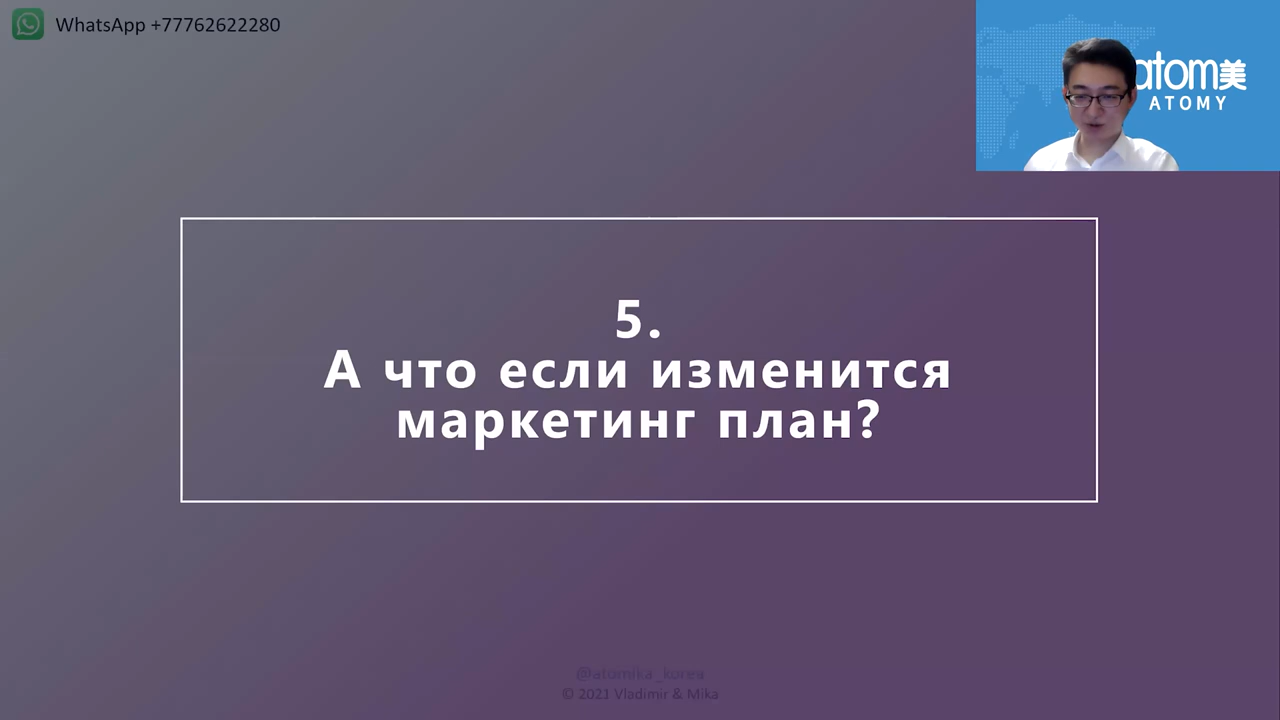 WhatsApp +77762622280
atom美
ATOMY
5.
А что если изменится
маркетинг план?
@atomika_korea
© 2021 Vladimir & Mika